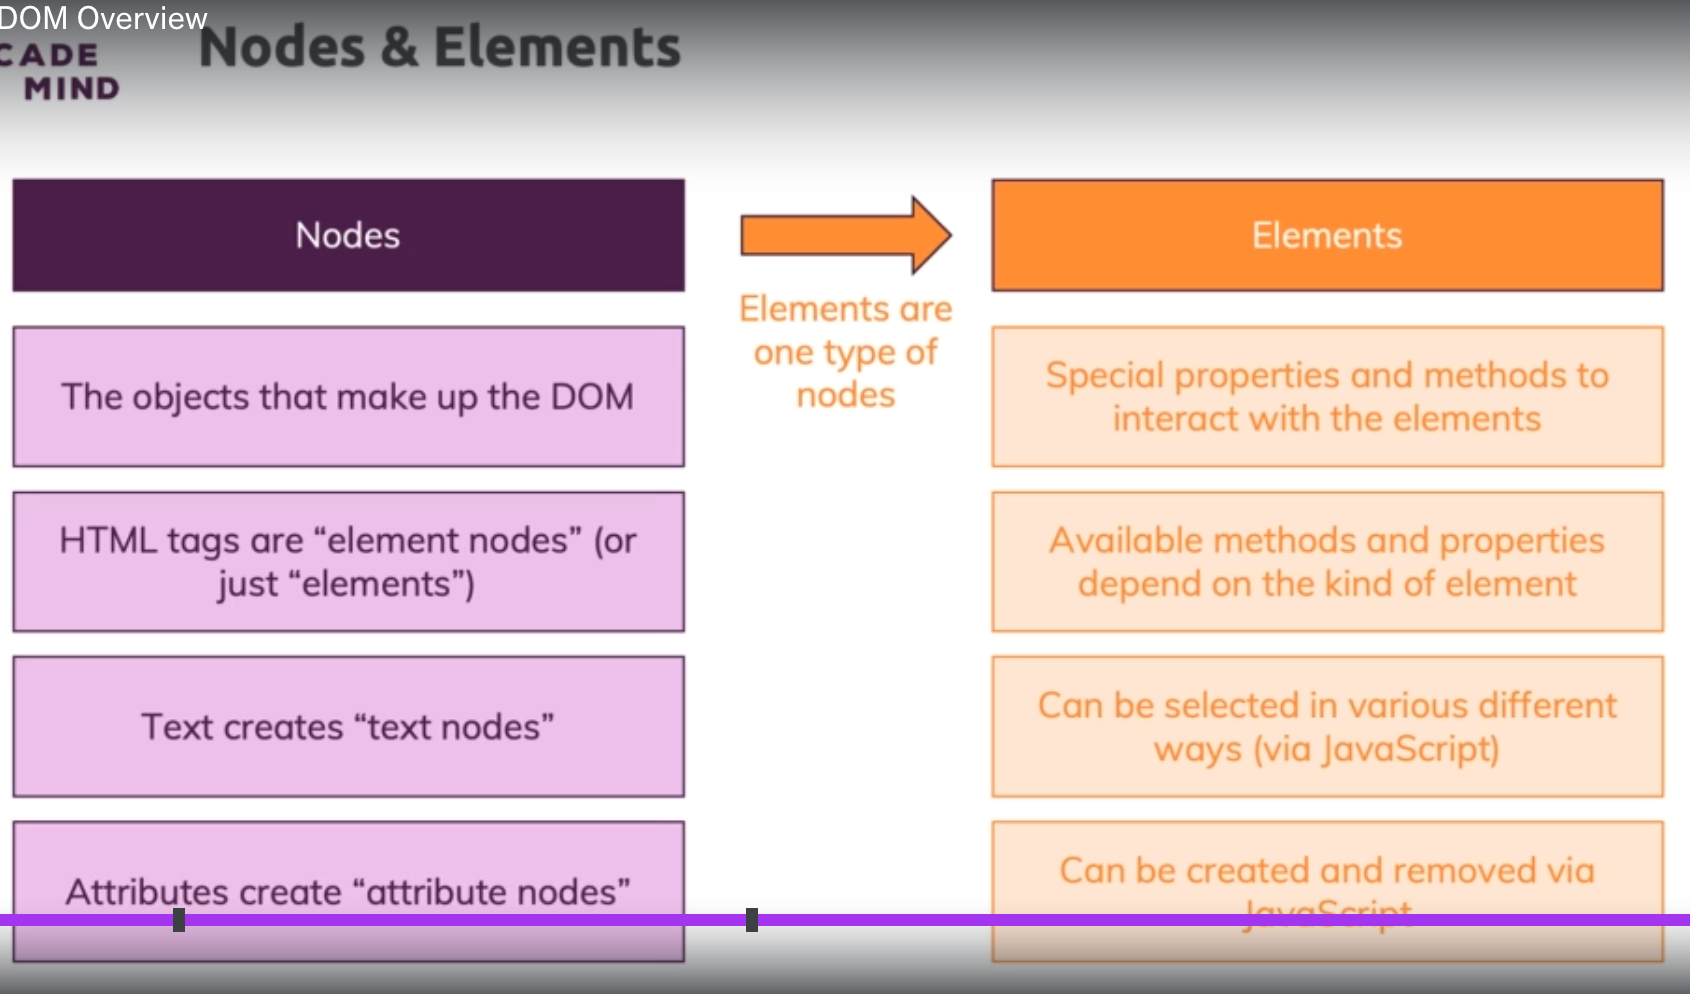 DOM Overview
CADE
MIND
Nodes & Elements
Nodes
The objects that make up the DOM
HTML tags are “element nodes” (or
just “elements”)
Text creates “text nodes”
Attributes create “attribute nodes”
Elements are
one type of
nodes
Elements
Special properties and methods to
interact with the elements
Available methods and properties
depend on the kind of element
Can be selected in various different
ways (via JavaScript)
Can be created and removed via
JavaScript